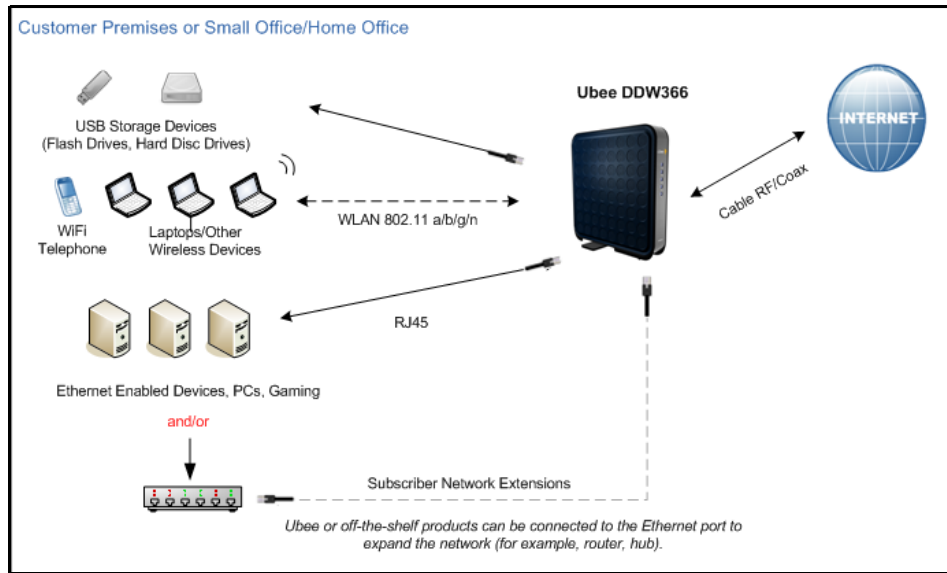 Customer Premises or Small Office/Home Office
USB Storage Devices
(Flash Drives, Hard Disc Drives)
Ubee DDW366
INTERNET
Cable RF/Coax
WiFi
Telephone
Laptops/Other
Wireless Devices
WLAN 802.11 a/b/g/n
RJ45
Ethernet Enabled Devices, PCs, Gaming
and/or
Subscriber Network Extensions
Ubee or off-the-shelf products can be connected to the Ethernet port to
expand the network (for example, router, hub).